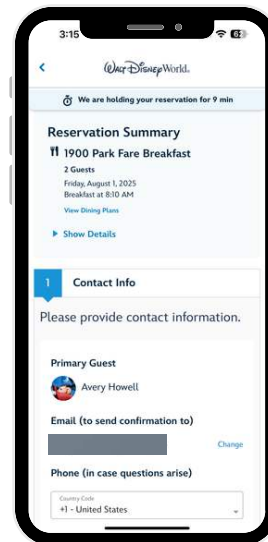 3:15
Walt Disney World.
We are holding your reservation for 9 min
Reservation Summary
1900 Park Fare Breakfast
2 Guests
Friday, August 1, 2025
Breakfast at 8:10 AM
View Dining Plans
Show Details
1 Contact Info
Please provide contact information.
Primary Guest
Avery Howell
Email (to send confirmation to)
Change
Phone (in case questions arise)
Country Code
+1 - United States